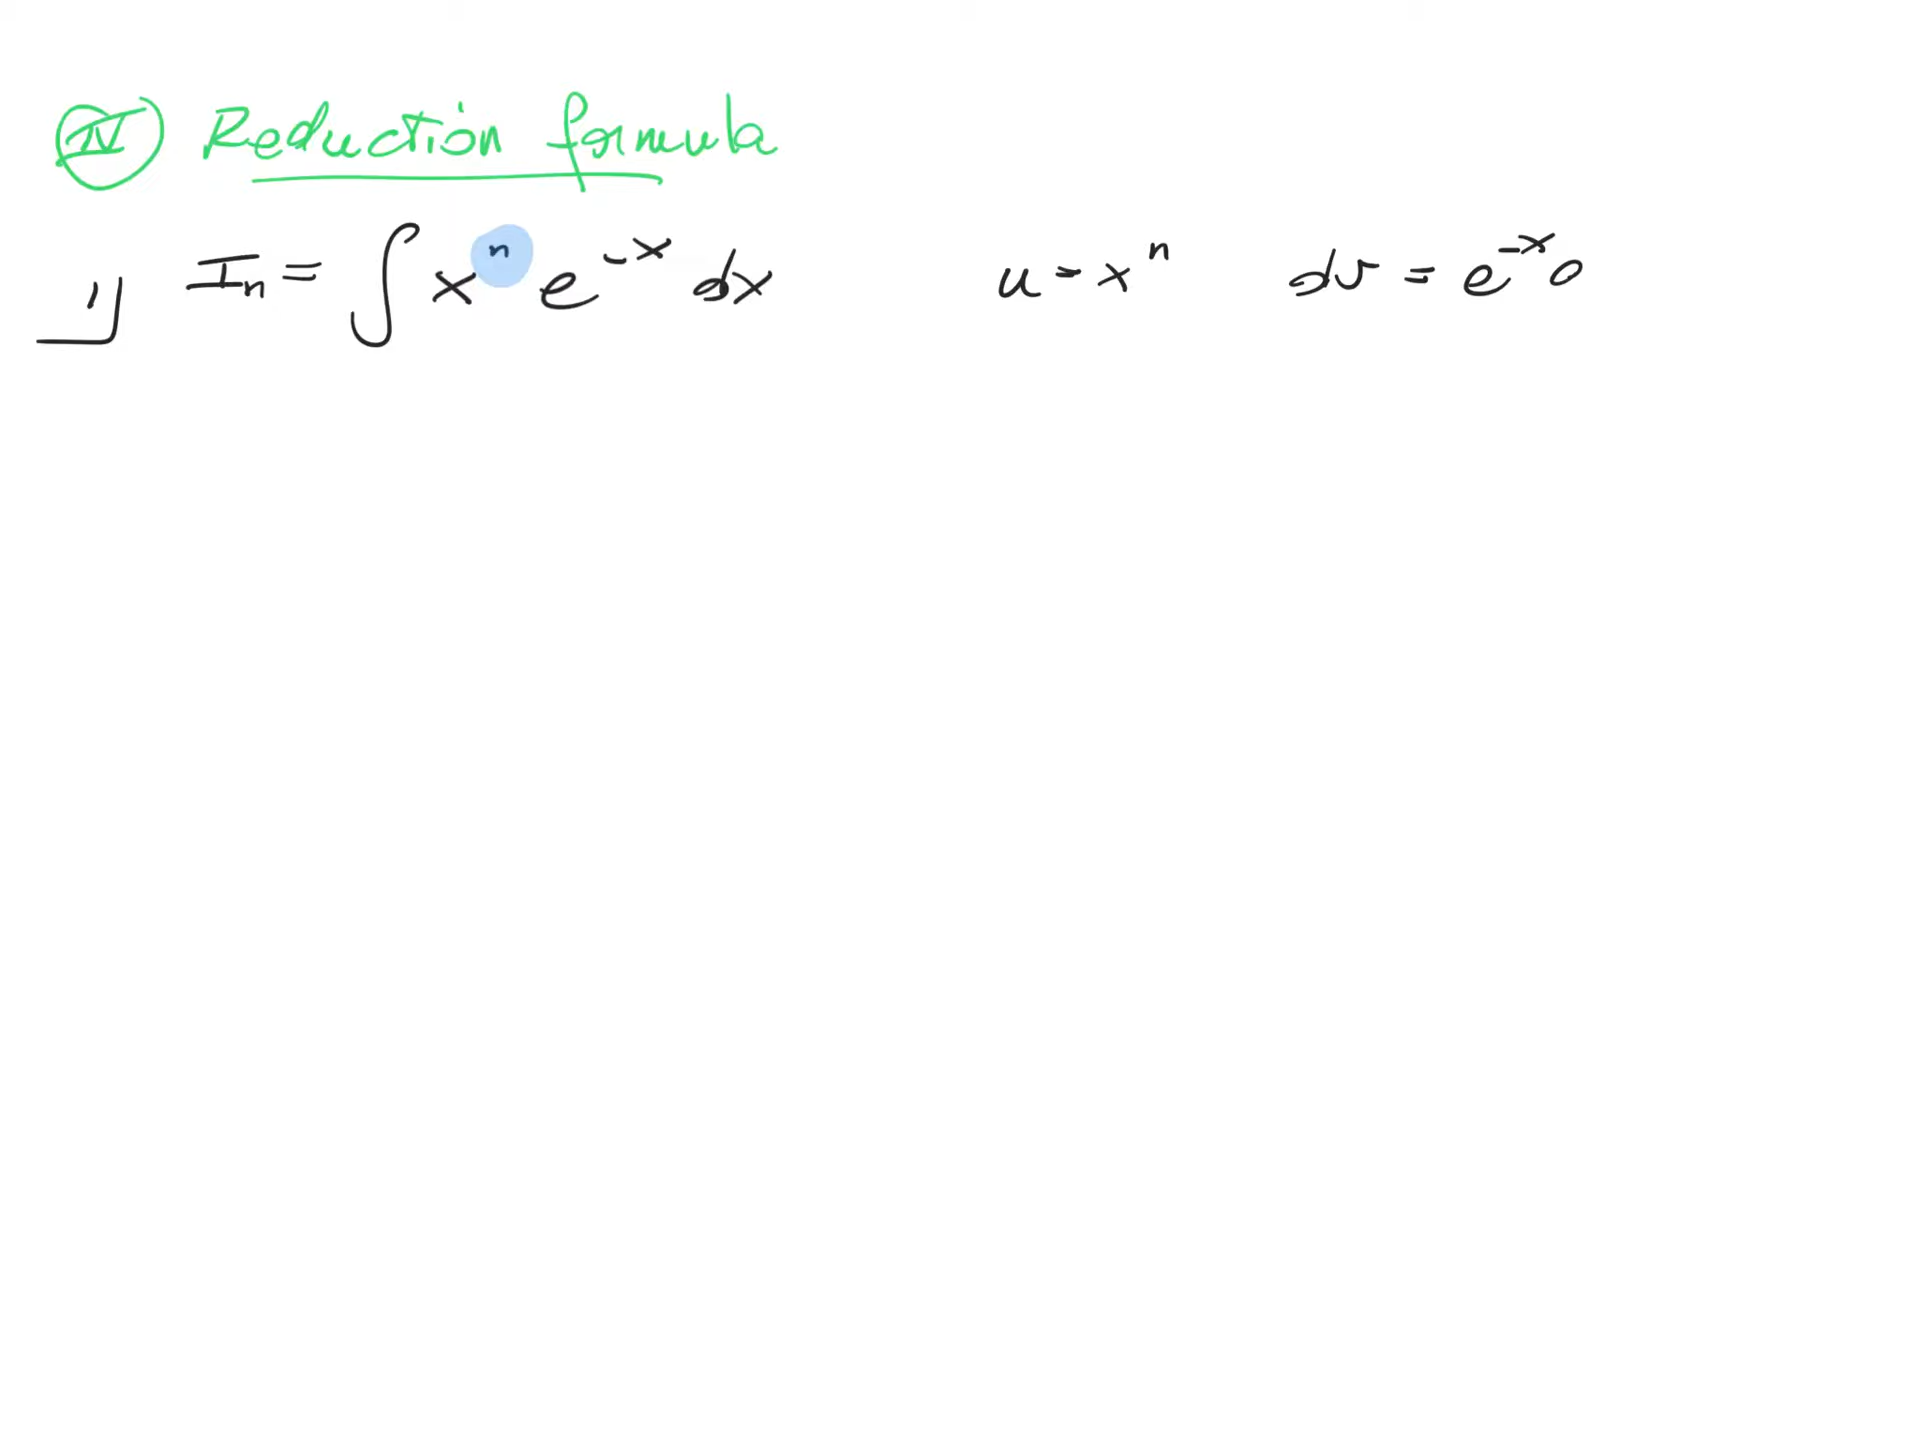 IV Reduction formula
1) Iₙ = ∫ xⁿ e⁻ˣ dx u = xⁿ dv = e⁻ˣ